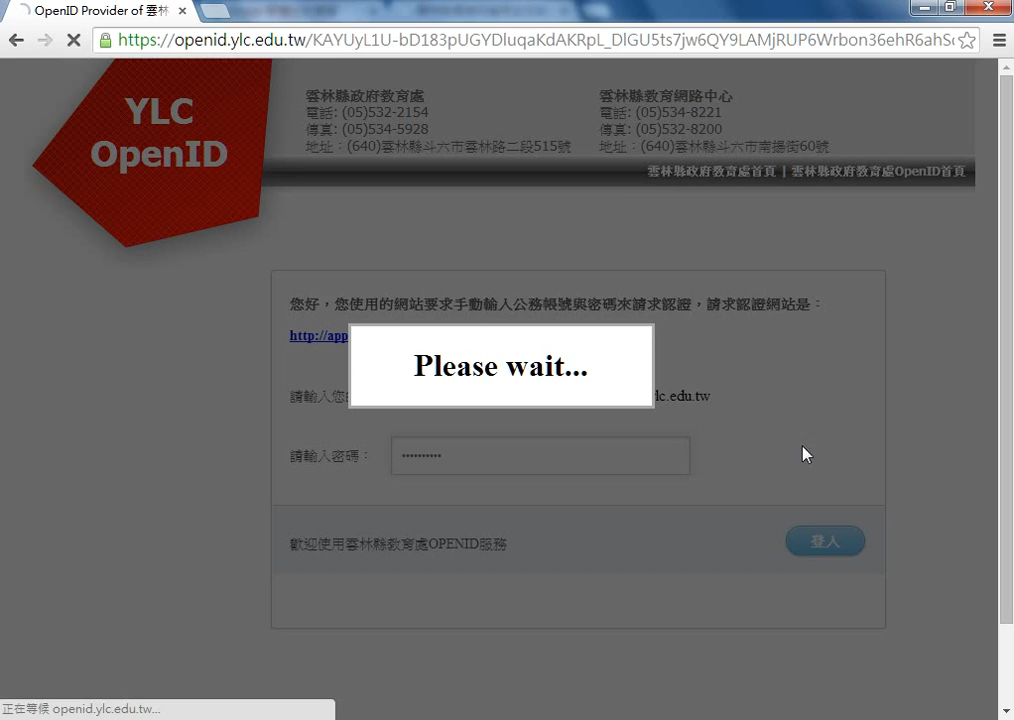 OpenID Provider of 雲林
https://openid.ylc.edu.tw/KAYUyL1U-bD183pUGYDluqaKdAKRpL_DlGU5ts7jw6QY9LAMjRUP6Wrbon36ehR6ahS
YLC
OpenID
雲林縣政府教育處
電話: (05)532-2154
傳真: (05)534-5928
地址：(640)雲林縣斗六市雲林路二段515號
雲林縣教育網路中心
電話: (05)534-8221
傳真: (05)532-8200
地址：(640)雲林縣斗六市南揚街60號
雲林縣政府教育處首頁 | 雲林縣政府教育處OpenID首頁
您好，您使用的網站要求手動輸入公務帳號與密碼來請求認證，請求認證網站是：
http://app
Please wait...
請輸入您 ylc.edu.tw
請輸入密碼：
歡迎使用雲林縣教育處OPENID服務
登入
正在等候 openid.ylc.edu.tw...